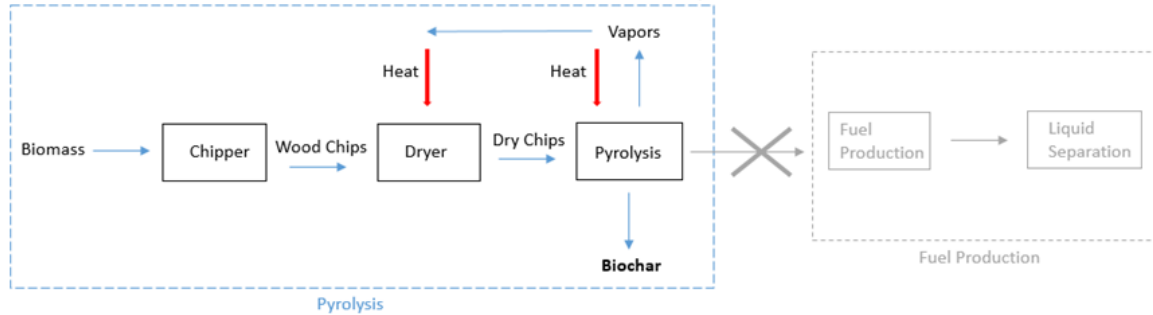 Vapors
Heat
Heat
Biomass
Chipper
Wood Chips
Dryer
Dry Chips
Pyrolysis
Fuel
Production
Liquid
Separation
Biochar
Fuel Production
Pyrolysis